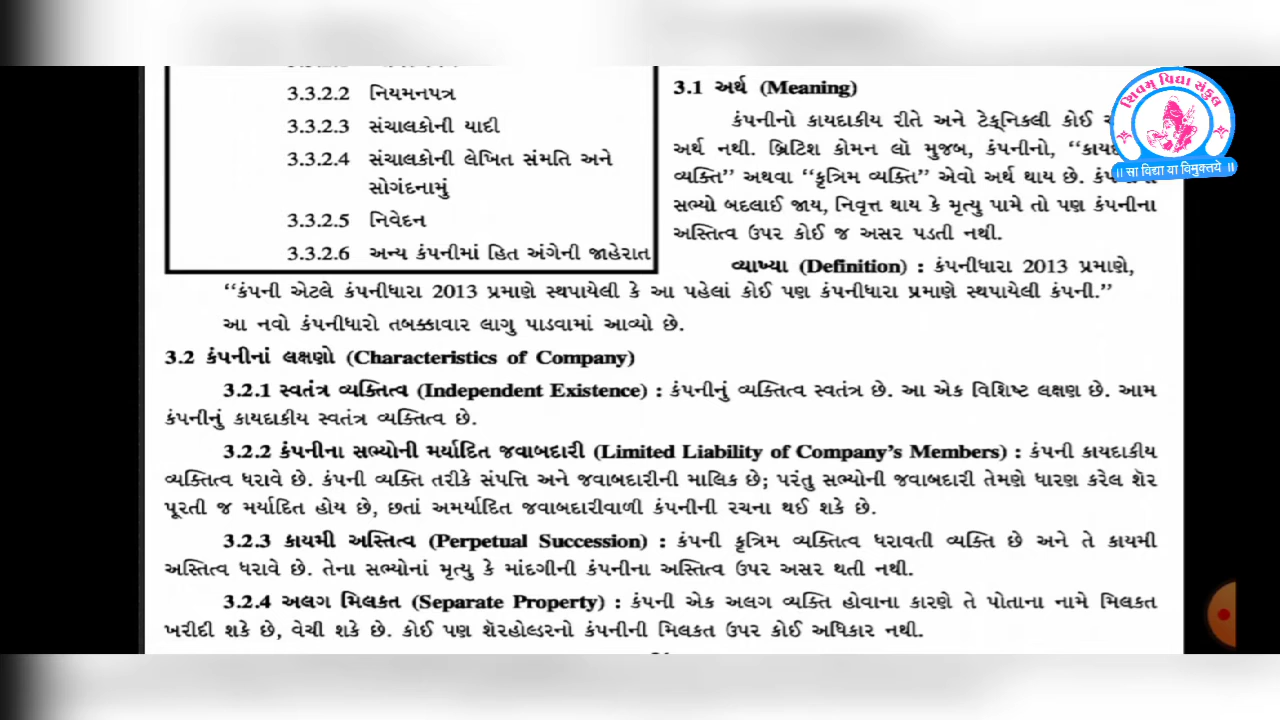 3.3.2.2 નિયમનપત્ર
3.3.2.3 સંચાલકોની યાદી
3.3.2.4 સંચાલકોની લેખિત સંમતિ અને
સોગંદનામું
3.3.2.5 નિવેદન
3.3.2.6 અન્ય કંપનીમાં હિત અંગેની જાહેરાત
3.1 અર્થ (Meaning)
કંપનીનો કાયદાકીય રીતે અને ટેક્નિકલી કોઈ
અર્થ નથી. બ્રિટિશ કોમન લૉ મુજબ, કંપનીનો, “કાયદ
વ્યક્તિ” અથવા “કૃત્રિમ વ્યક્તિ” એવો અર્થ થાય છે.
સભ્યો બદલાઈ જાય, નિવૃત્ત થાય કે મૃત્યુ પામે તો પણ કંપનીના
અસ્તિત્વ ઉપર કોઈ જ અસર પડતી નથી.
વ્યાખ્યા (Definition) : કંપનીધારા 2013 પ્રમાણે,
“કંપની એટલે કંપનીધારા 2013 પ્રમાણે સ્થપાયેલી કે આ પહેલાં કોઈ પણ કંપનીધારા પ્રમાણે સ્થપાયેલી કંપની.”
આ નવો કંપનીધારો તબક્કાવાર લાગુ પાડવામાં આવ્યો છે.
3.2 કંપનીનાં લક્ષણો (Characteristics of Company)
3.2.1 સ્વતંત્ર વ્યક્તિત્વ (Independent Existence) : કંપનીનું વ્યક્તિત્વ સ્વતંત્ર છે. આ એક વિશિષ્ટ લક્ષણ છે. આમ
કંપનીનું કાયદાકીય સ્વતંત્ર વ્યક્તિત્વ છે.
3.2.2 કંપનીના સભ્યોની મર્યાદિત જવાબદારી (Limited Liability of Company’s Members) : કંપની કાયદાકીય
વ્યક્તિત્વ ધરાવે છે. કંપની વ્યક્તિ તરીકે સંપત્તિ અને જવાબદારીની માલિક છે; પરંતુ સભ્યોની જવાબદારી તેમણે ધારણ કરેલ શૅર
પૂરતી જ મર્યાદિત હોય છે, છતાં અમર્યાદિત જવાબદારીવાળી કંપનીની રચના થઈ શકે છે.
3.2.3 કાયમી અસ્તિત્વ (Perpetual Succession) : કંપની કૃત્રિમ વ્યક્તિત્વ ધરાવતી વ્યક્તિ છે અને તે કાયમી
અસ્તિત્વ ધરાવે છે. તેના સભ્યોનાં મૃત્યુ કે માંદગીની કંપનીના અસ્તિત્વ ઉપર અસર થતી નથી.
3.2.4 અલગ મિલકત (Separate Property) : કંપની એક અલગ વ્યક્તિ હોવાના કારણે તે પોતાના નામે મિલકત
ખરીદી શકે છે, વેચી શકે છે. કોઈ પણ શૅરહોલ્ડરનો કંપનીની મિલકત ઉપર કોઈ અધિકાર નથી.
શિવમ્ વિદ્યા સંકુલ
॥ सा विद्या या विमुक्तये ॥